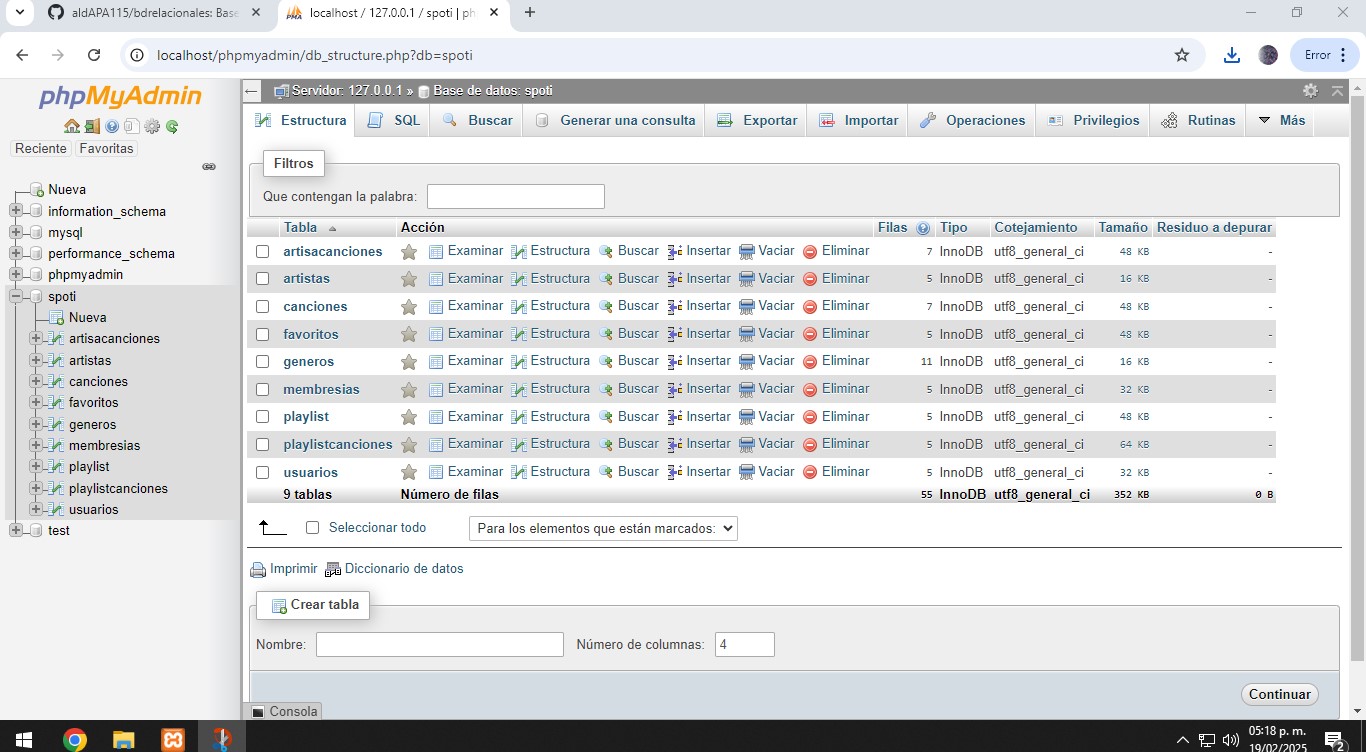 aldAPA115/bdrelacionales: Base
localhost / 127.0.0.1 / spoti | ph
localhost/phpmyadmin/db_structure.php?db=spoti
Error
phpMyAdmin
Reciente Favoritas
Nueva
information_schema
mysql
performance_schema
phpmyadmin
spoti
Nueva
artisacanciones
artistas
canciones
favoritos
generos
membresias
playlist
playlistcanciones
usuarios
test
Servidor: 127.0.0.1 » Base de datos: spoti
Estructura SQL Buscar Generar una consulta Exportar Importar Operaciones Privilegios Rutinas Más
Filtros
Que contengan la palabra:
Tabla Acción Filas Tipo Cotejamiento Tamaño Residuo a depurar
artisacanciones Examinar Estructura Buscar Insertar Vaciar Eliminar 7 InnoDB utf8_general_ci 48 KB -
artistas Examinar Estructura Buscar Insertar Vaciar Eliminar 5 InnoDB utf8_general_ci 16 KB -
canciones Examinar Estructura Buscar Insertar Vaciar Eliminar 7 InnoDB utf8_general_ci 48 KB -
favoritos Examinar Estructura Buscar Insertar Vaciar Eliminar 5 InnoDB utf8_general_ci 48 KB -
generos Examinar Estructura Buscar Insertar Vaciar Eliminar 11 InnoDB utf8_general_ci 16 KB -
membresias Examinar Estructura Buscar Insertar Vaciar Eliminar 5 InnoDB utf8_general_ci 32 KB -
playlist Examinar Estructura Buscar Insertar Vaciar Eliminar 5 InnoDB utf8_general_ci 48 KB -
playlistcanciones Examinar Estructura Buscar Insertar Vaciar Eliminar 5 InnoDB utf8_general_ci 64 KB -
usuarios Examinar Estructura Buscar Insertar Vaciar Eliminar 5 InnoDB utf8_general_ci 32 KB -
9 tablas Número de filas 55 InnoDB utf8_general_ci 352 KB 0 B
Seleccionar todo Para los elementos que están marcados:
Imprimir Diccionario de datos
Crear tabla
Nombre: Número de columnas: 4
Continuar
Consola
05:18 p. m.
19/02/2025
2